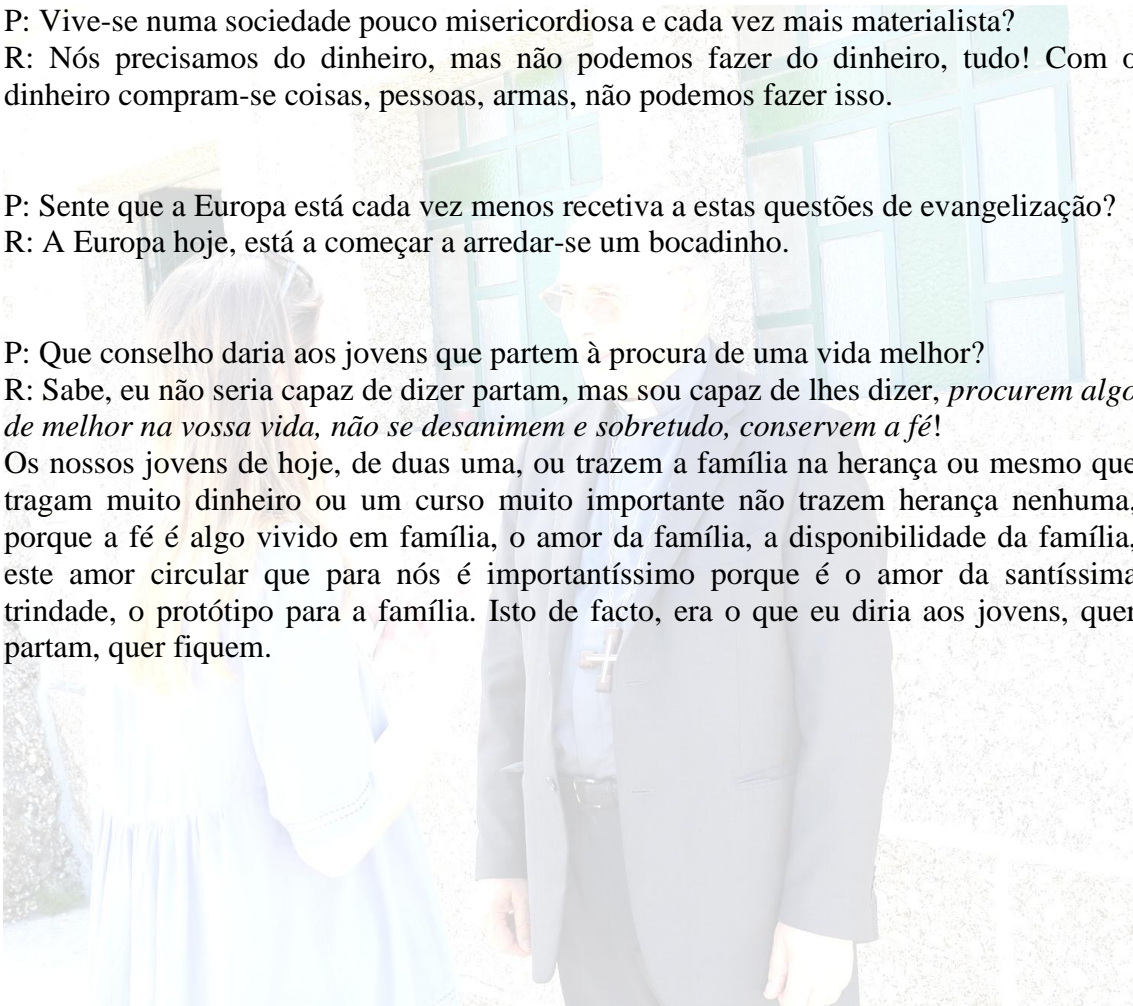 P: Vive-se numa sociedade pouco misericordiosa e cada vez mais materialista?
R: Nós precisamos do dinheiro, mas não podemos fazer do dinheiro, tudo! Com o
dinheiro compram-se coisas, pessoas, armas, não podemos fazer isso.
P: Sente que a Europa está cada vez menos recetiva a estas questões de evangelização?
R: A Europa hoje, está a começar a arredar-se um bocadinho.
P: Que conselho daria aos jovens que partem à procura de uma vida melhor?
R: Sabe, eu não seria capaz de dizer partam, mas sou capaz de lhes dizer, procurem algo
de melhor na vossa vida, não se desanimem e sobretudo, conservem a fé!
Os nossos jovens de hoje, de duas uma, ou trazem a família na herança ou mesmo que
tragam muito dinheiro ou um curso muito importante não trazem herança nenhuma,
porque a fé é algo vivido em família, o amor da família, a disponibilidade da família,
este amor circular que para nós é importantíssimo porque é o amor da santíssima
trindade, o protótipo para a família. Isto de facto, era o que eu diria aos jovens, quer
partam, quer fiquem.